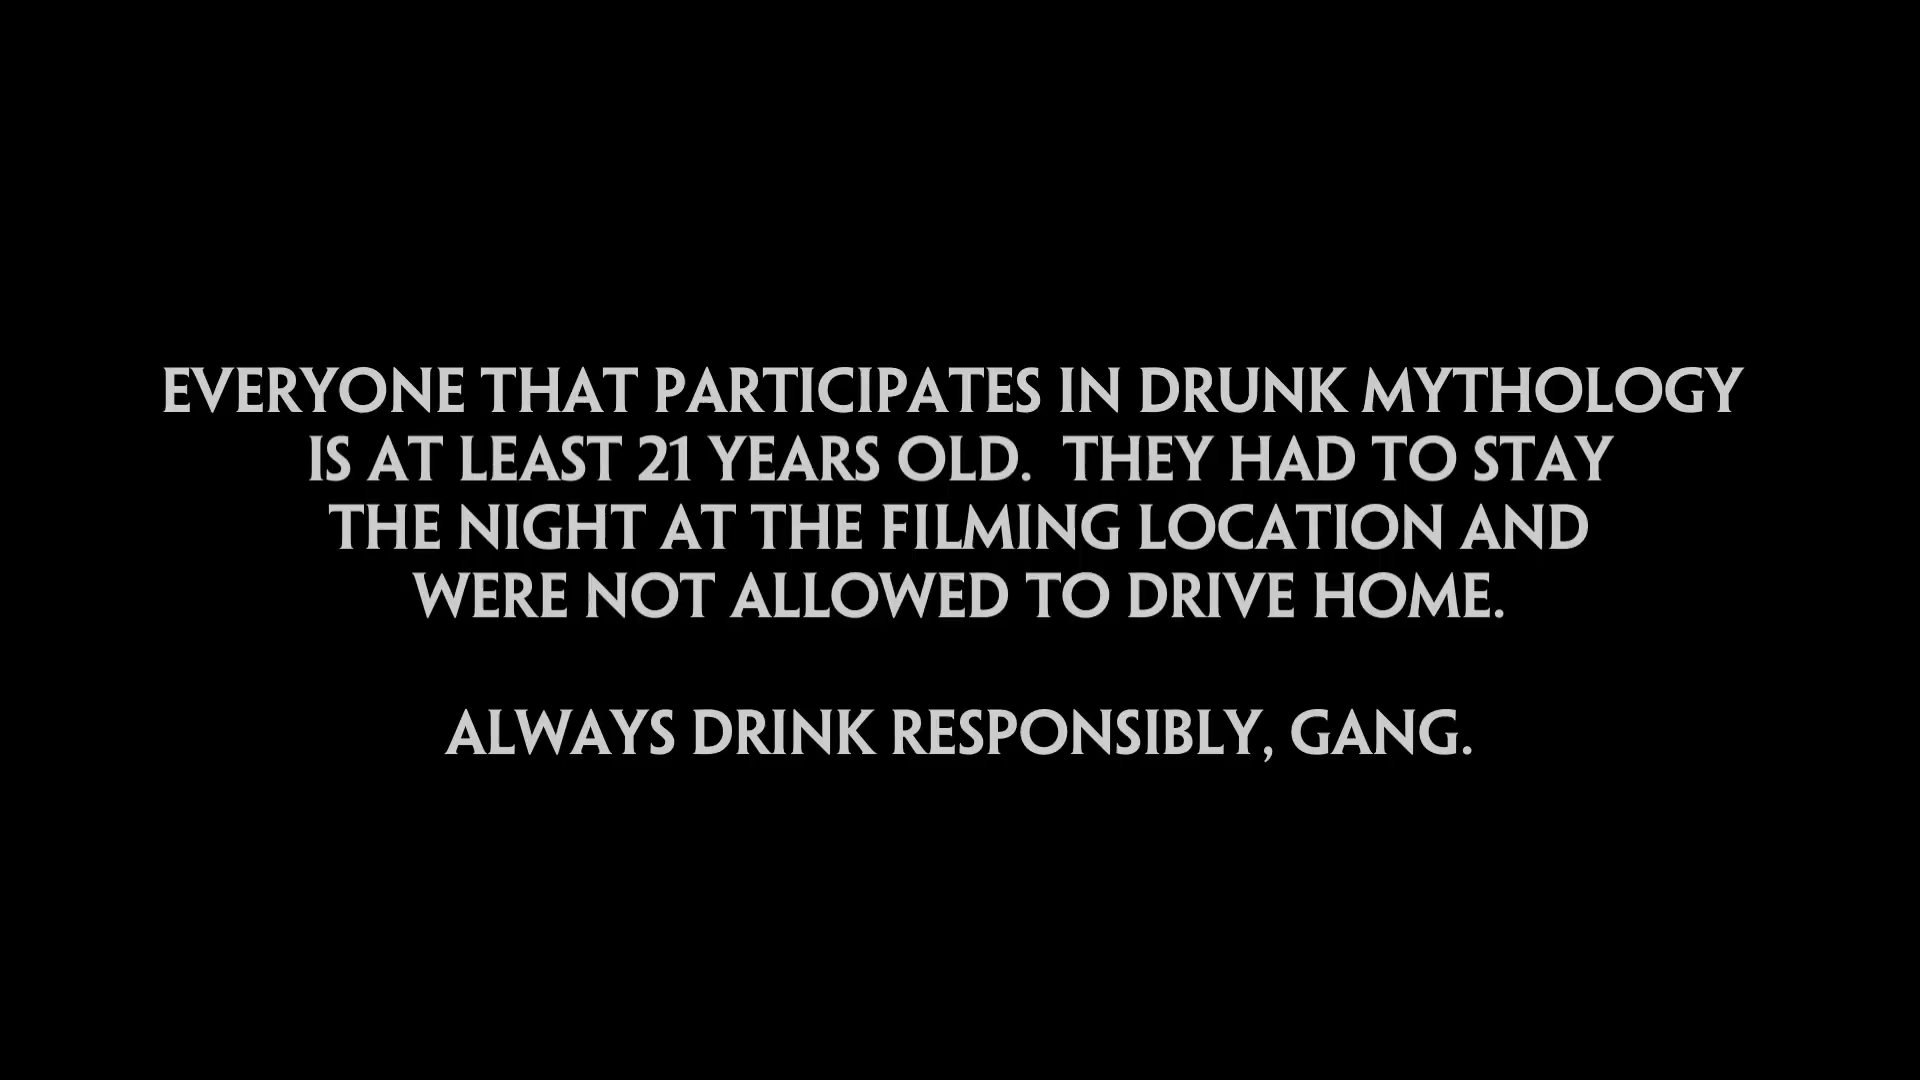 EVERYONE THAT PARTICIPATES IN DRUNK MYTHOLOGY
IS AT LEAST 21 YEARS OLD.  THEY HAD TO STAY
THE NIGHT AT THE FILMING LOCATION AND
WERE NOT ALLOWED TO DRIVE HOME.
ALWAYS DRINK RESPONSIBLY, GANG.